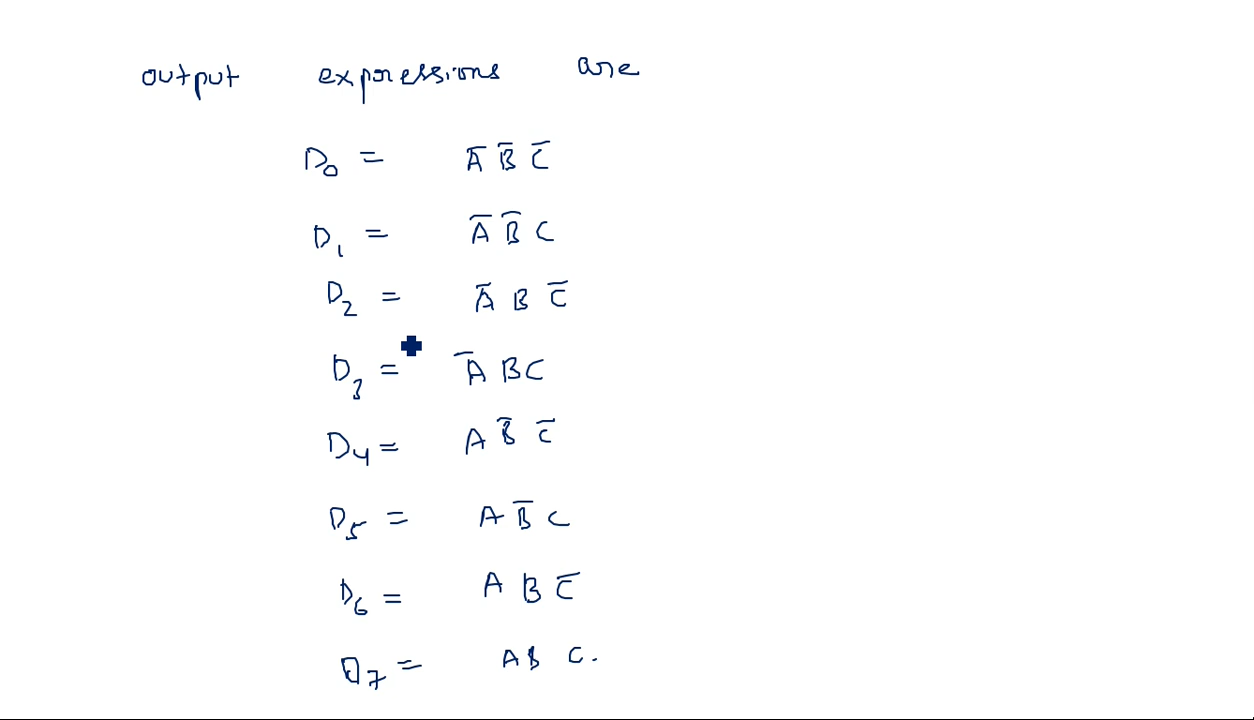 output expressions are
D₀ = A̅ B̅ C̅
D₁ = A̅ B̅ C
D₂ = A̅ B C̅
D₃ = A̅ B C
D₄ = A B̅ C̅
D₅ = A B̅ C
D₆ = A B C̅
D₇ = A B C.